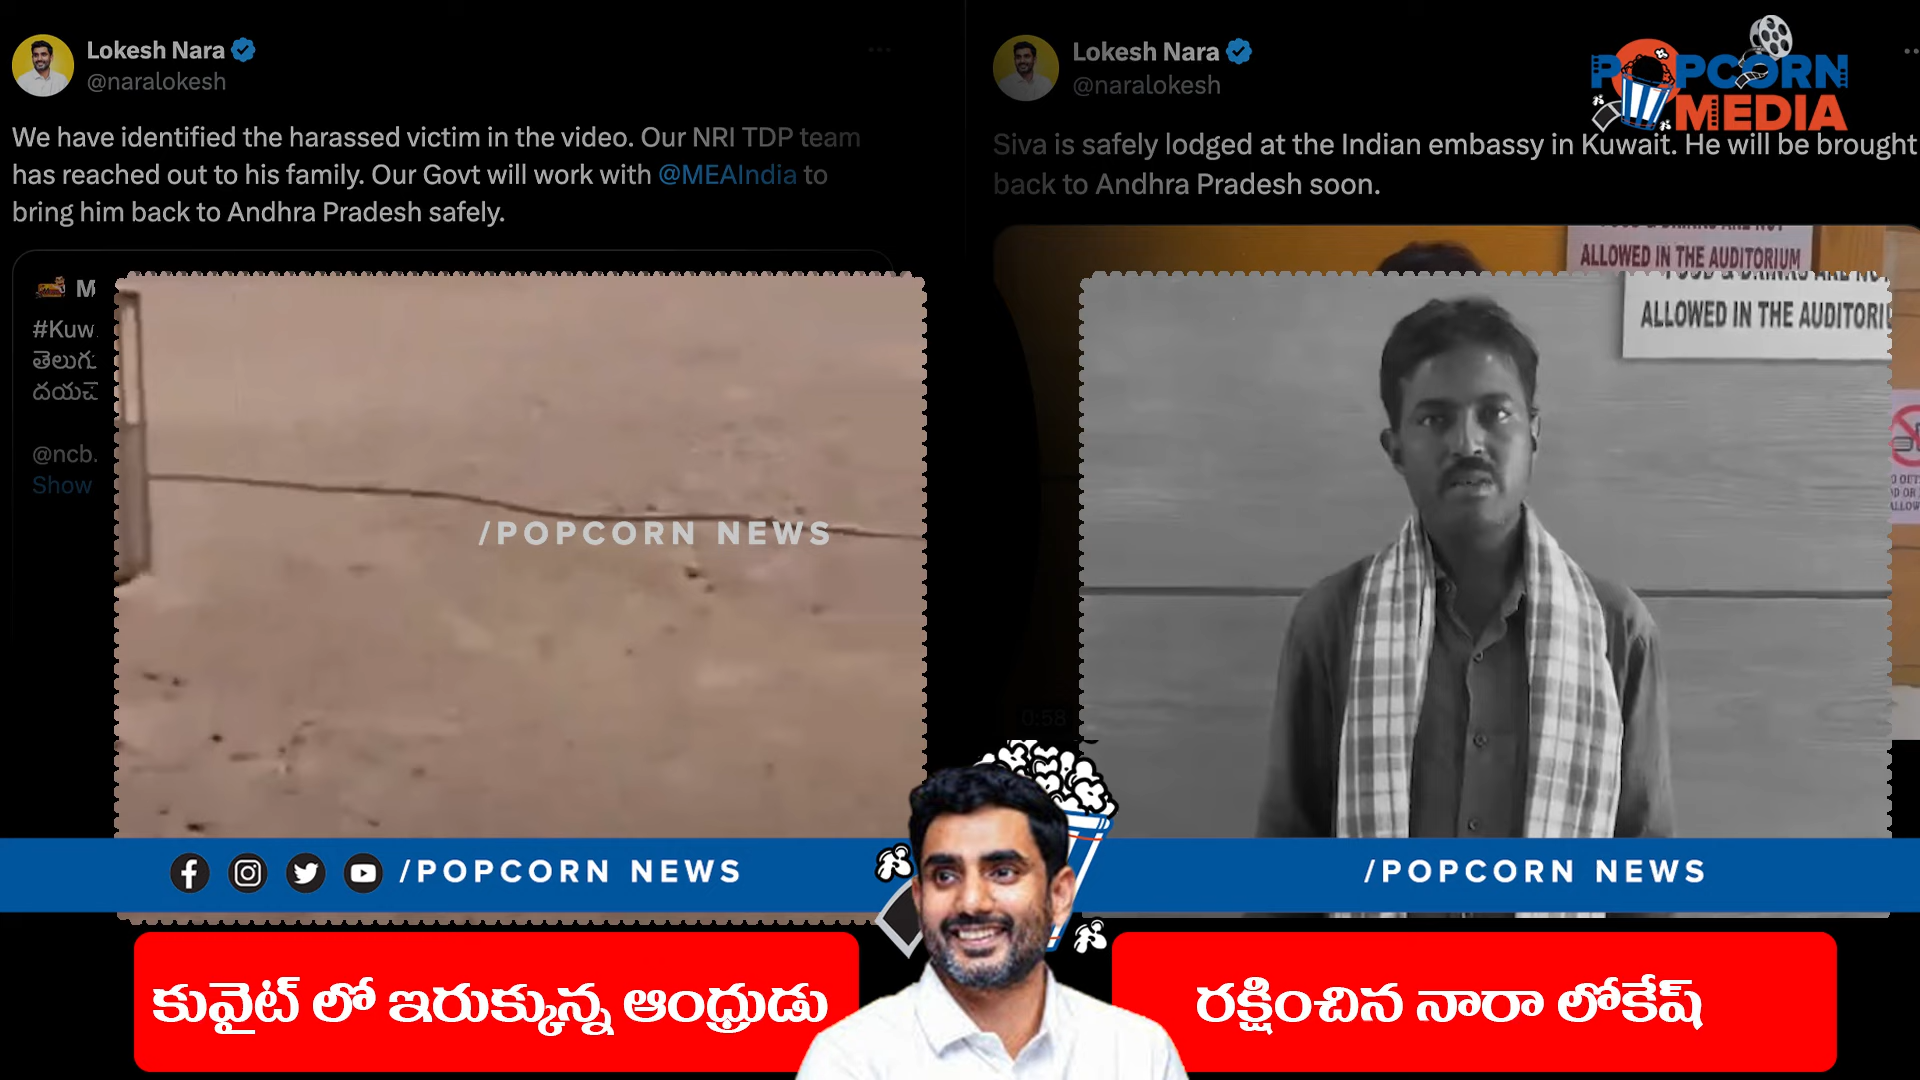 Lokesh Nara
@naralokesh
We have identified the harassed victim in the video. Our NRI TDP team
has reached out to his family. Our Govt will work with @MEAIndia to
bring him back to Andhra Pradesh safely.
M
#Kuw
తెలుగు
దయచే
@ncb.
Show
/POPCORN NEWS
Lokesh Nara
@naralokesh
POPCORN
MEDIA
Siva is safely lodged at the Indian embassy in Kuwait. He will be brought
back to Andhra Pradesh soon.
ALLOWED IN THE AUDITORIUM
ALLOWED IN THE AUDITORI
0:58
/POPCORN NEWS
/POPCORN NEWS
కువైట్ లో ఇరుక్కున్న ఆంధ్రుడు
రక్షించిన నారా లోకేష్